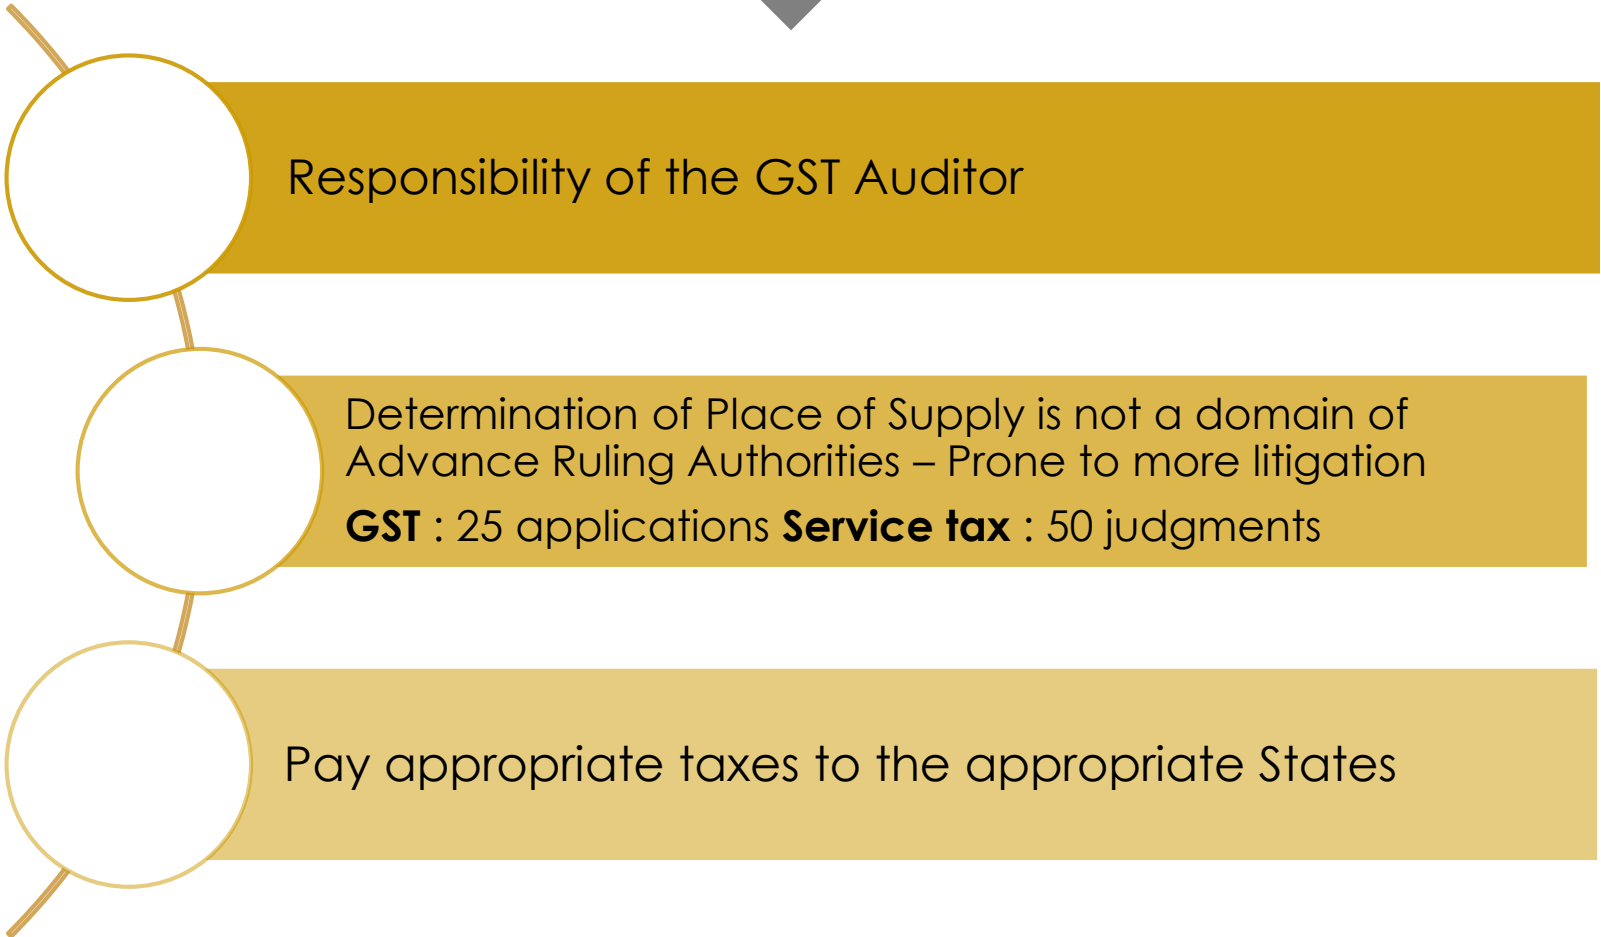 Responsibility of the GST Auditor
Determination of Place of Supply is not a domain of
Advance Ruling Authorities – Prone to more litigation
GST : 25 applications Service tax : 50 judgments
Pay appropriate taxes to the appropriate States